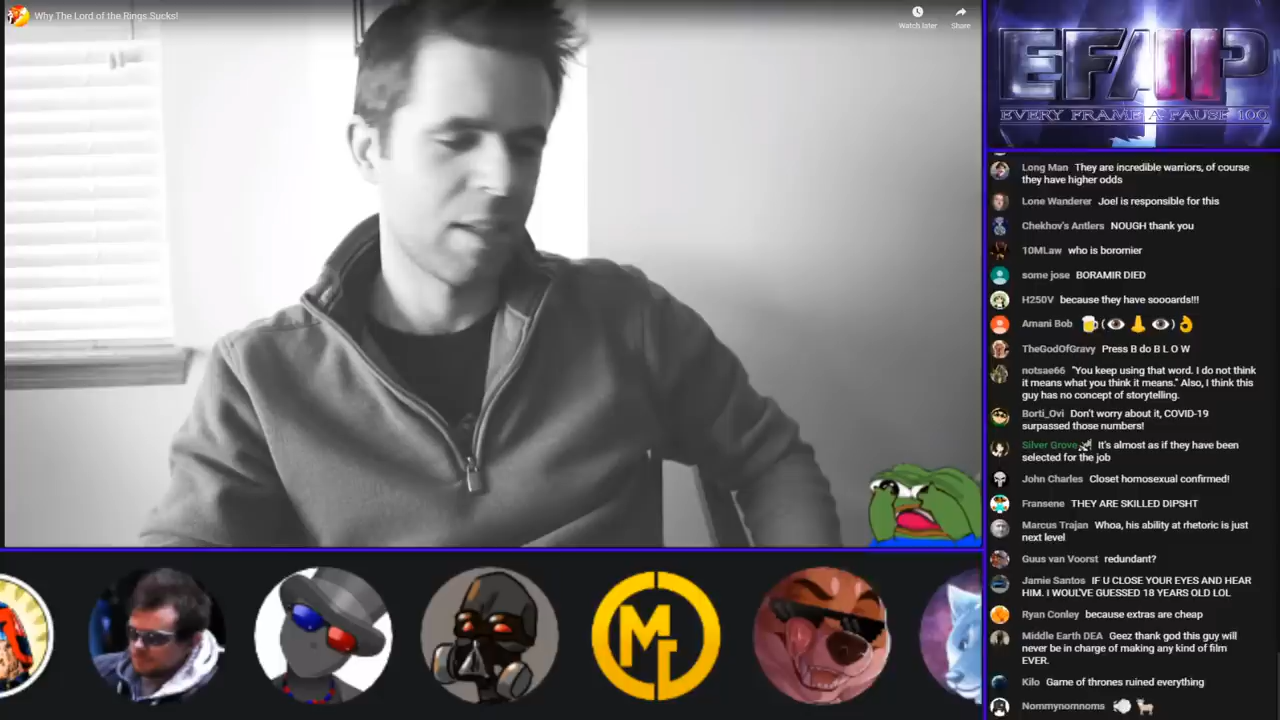 Why The Lord of the Rings Sucks!
Watch later
Share
EFAP
EVERY FRAME A PAUSE 100
Long Man They are incredible warriors, of course
they have higher odds
Lone Wanderer Joel is responsible for this
Chekhov's Antlers NOUGH thank you
10MLaw who is boromier
some jose BORAMIR DIED
H250V because they have soooards!!!
Amani Bob 🍺(👁👃👁)👌
TheGodOfGravy Press B do B L O W
notsae66 "You keep using that word. I do not think
it means what you think it means." Also, I think this
guy has no concept of storytelling.
Borti_Ovi Don't worry about it, COVID-19
surpassed those numbers!
Silver Grove It's almost as if they have been
selected for the job
John Charles Closet homosexual confirmed!
Fransene THEY ARE SKILLED DIPSHT
Marcus Trajan Whoa, his ability at rhetoric is just
next level
Guus van Voorst redundant?
Jamie Santos IF U CLOSE YOUR EYES AND HEAR
HIM. I WOULVE GUESSED 18 YEARS OLD LOL
Ryan Conley because extras are cheap
Middle Earth DEA Geez thank god this guy will
never be in charge of making any kind of film
EVER.
Kilo Game of thrones ruined everything
Nommynomnoms 💨🐐